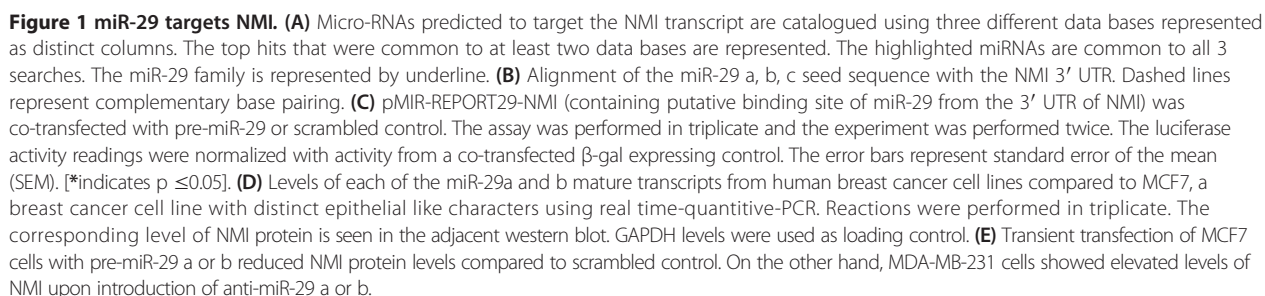 Figure 1 miR-29 targets NMI. (A) Micro-RNAs predicted to target the NMI transcript are catalogued using three different data bases represented
as distinct columns. The top hits that were common to at least two data bases are represented. The highlighted miRNAs are common to all 3
searches. The miR-29 family is represented by underline. (B) Alignment of the miR-29 a, b, c seed sequence with the NMI 3′ UTR. Dashed lines
represent complementary base pairing. (C) pMIR-REPORT29-NMI (containing putative binding site of miR-29 from the 3′ UTR of NMI) was
co-transfected with pre-miR-29 or scrambled control. The assay was performed in triplicate and the experiment was performed twice. The luciferase
activity readings were normalized with activity from a co-transfected β-gal expressing control. The error bars represent standard error of the mean
(SEM). [*indicates p ≤0.05]. (D) Levels of each of the miR-29a and b mature transcripts from human breast cancer cell lines compared to MCF7, a
breast cancer cell line with distinct epithelial like characters using real time-quantitive-PCR. Reactions were performed in triplicate. The
corresponding level of NMI protein is seen in the adjacent western blot. GAPDH levels were used as loading control. (E) Transient transfection of MCF7
cells with pre-miR-29 a or b reduced NMI protein levels compared to scrambled control. On the other hand, MDA-MB-231 cells showed elevated levels of
NMI upon introduction of anti-miR-29 a or b.